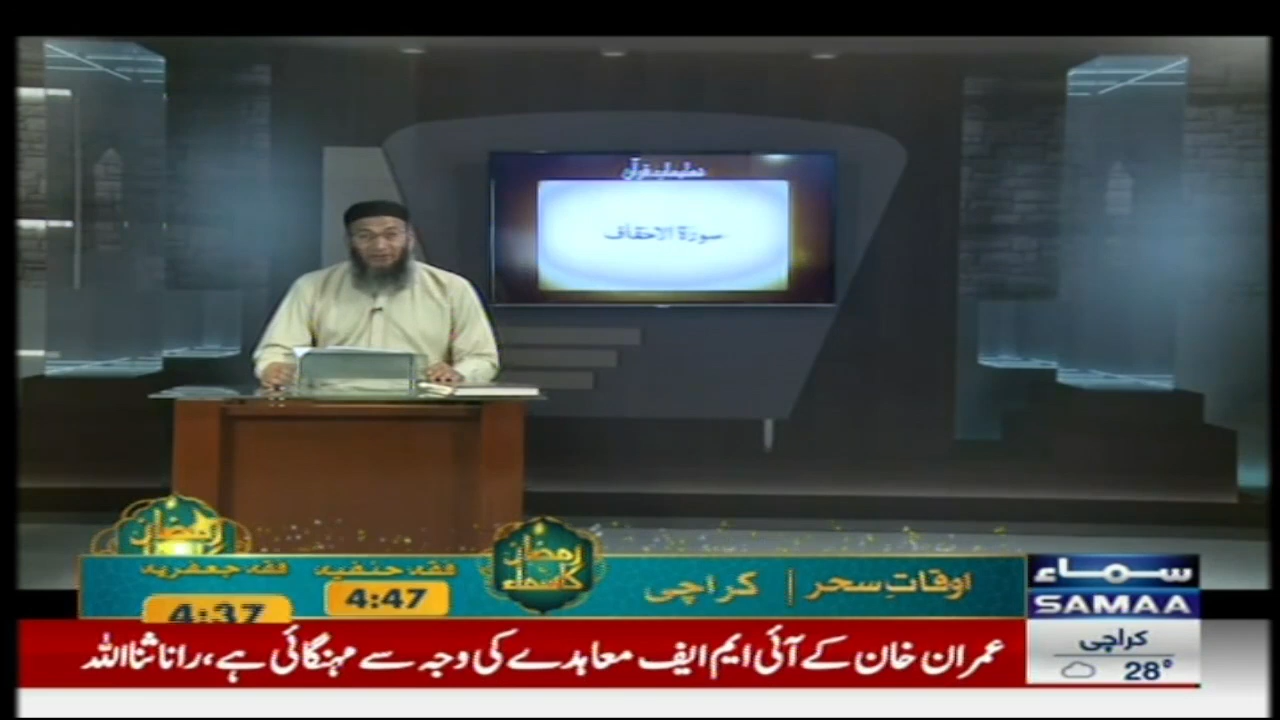 تعلیماتِ قرآن
سورۃ الاحقاف
رمضان
رمضان کا سماء
اوقاتِ سحر | کراچی
فقہ حنفیہ
4:47
فقہ جعفریہ
4:37
سماء
SAMAA
کراچی
28°
عمران خان کے آئی ایم ایف معاہدے کی وجہ سے مہنگائی ہے، رانا ثنااللہ